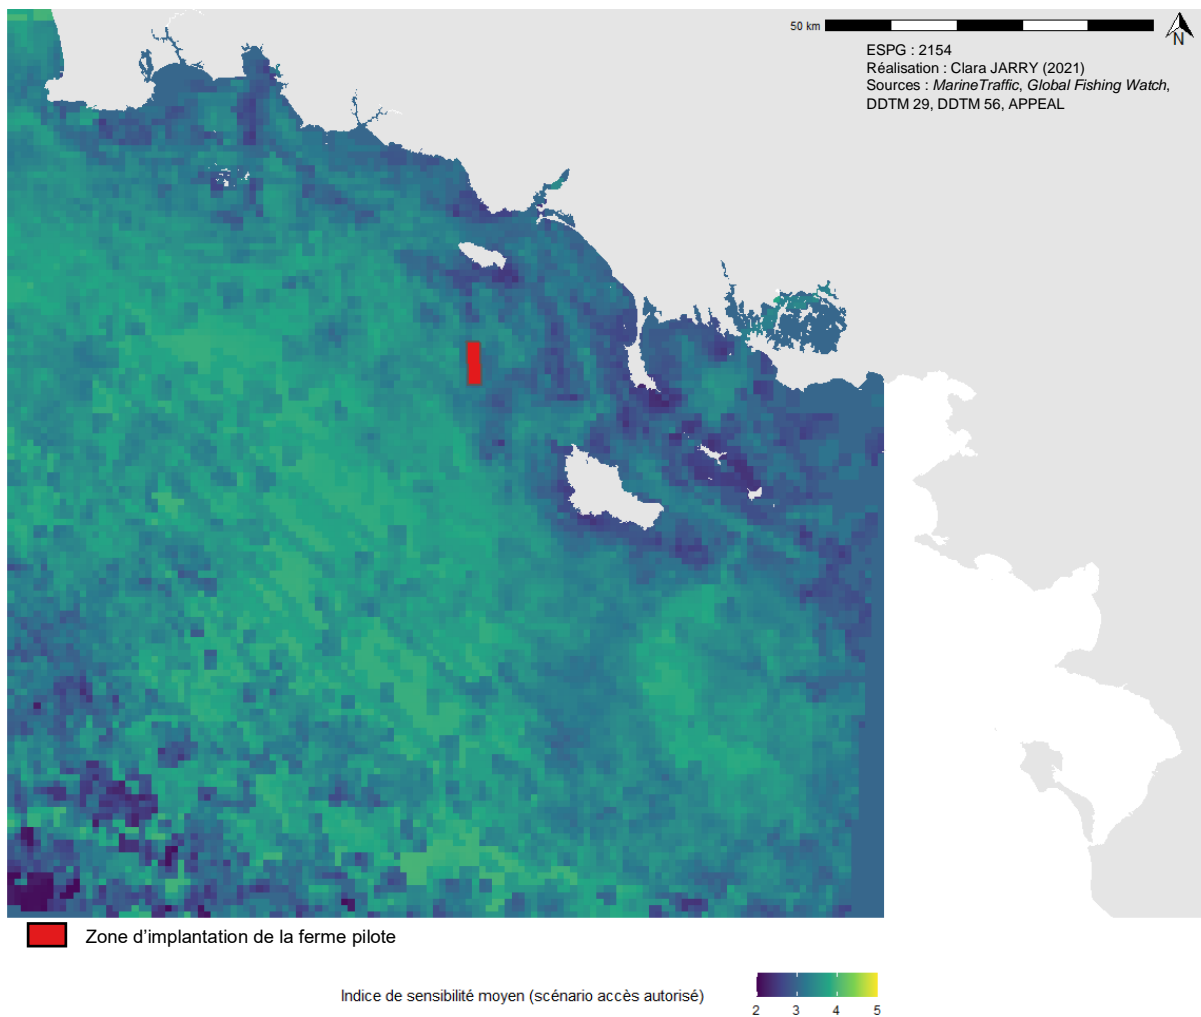 50 km
N
ESPG : 2154
Réalisation : Clara JARRY (2021)
Sources : MarineTraffic, Global Fishing Watch,
DDTM 29, DDTM 56, APPEAL
Zone d'implantation de la ferme pilote
Indice de sensibilité moyen (scénario accès autorisé)
2 3 4 5